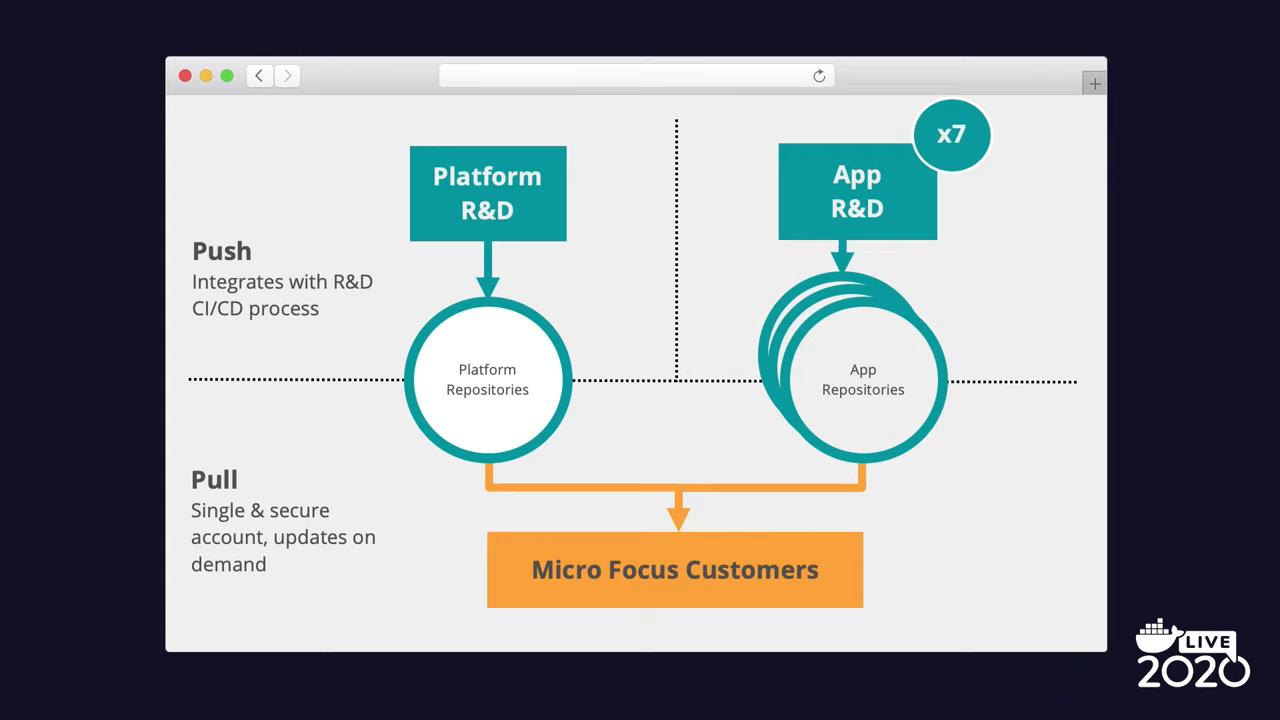 x7
Platform
R&D
App
R&D
Push
Integrates with R&D
CI/CD process
Platform
Repositories
App
Repositories
Pull
Single & secure
account, updates on
demand
Micro Focus Customers
LIVE
2020